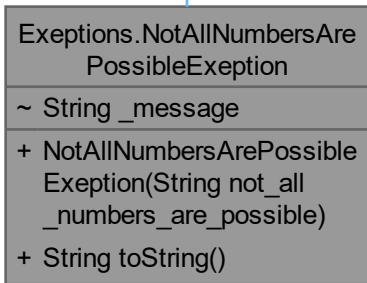 Exeptions.NotAllNumbersAre
PossibleExeption
~ String _message
+ NotAllNumbersArePossible
Exeption(String not_all
_numbers_are_possible)
+ String toString()